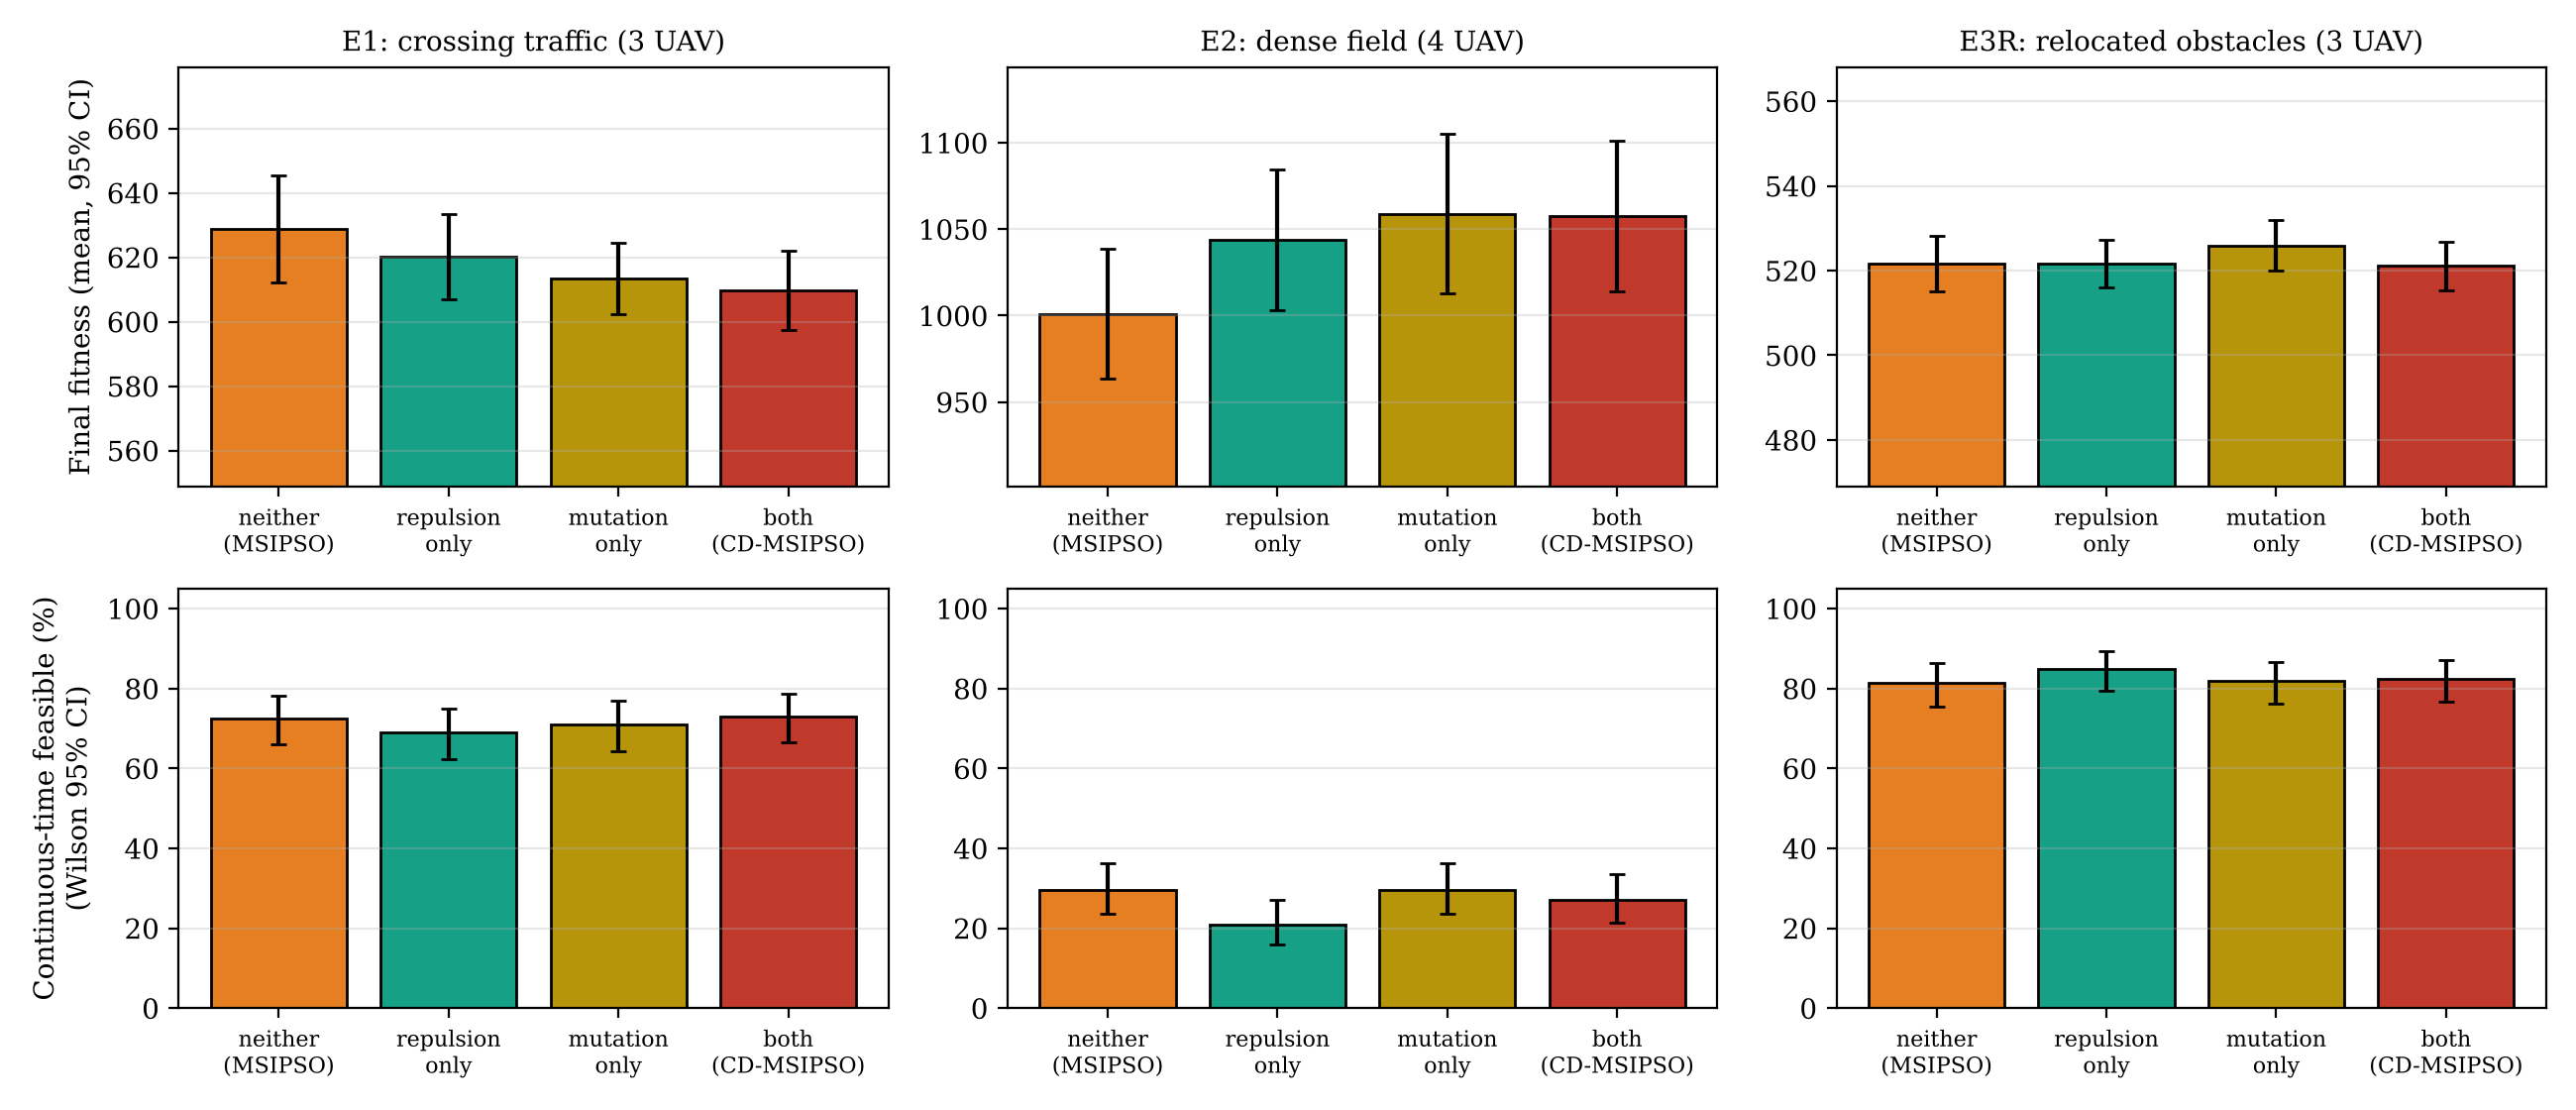 E1: crossing traffic (3 UAV)
E2: dense field (4 UAV)
E3R: relocated obstacles (3 UAV)
Final fitness (mean, 95% CI)
660
640
620
600
580
560
neither
(MSIPSO)
repulsion
only
mutation
only
both
(CD-MSIPSO)
1100
1050
1000
950
neither
(MSIPSO)
repulsion
only
mutation
only
both
(CD-MSIPSO)
560
540
520
500
480
neither
(MSIPSO)
repulsion
only
mutation
only
both
(CD-MSIPSO)
Continuous-time feasible (%)
(Wilson 95% CI)
100
80
60
40
20
0
neither
(MSIPSO)
repulsion
only
mutation
only
both
(CD-MSIPSO)
100
80
60
40
20
0
neither
(MSIPSO)
repulsion
only
mutation
only
both
(CD-MSIPSO)
100
80
60
40
20
0
neither
(MSIPSO)
repulsion
only
mutation
only
both
(CD-MSIPSO)